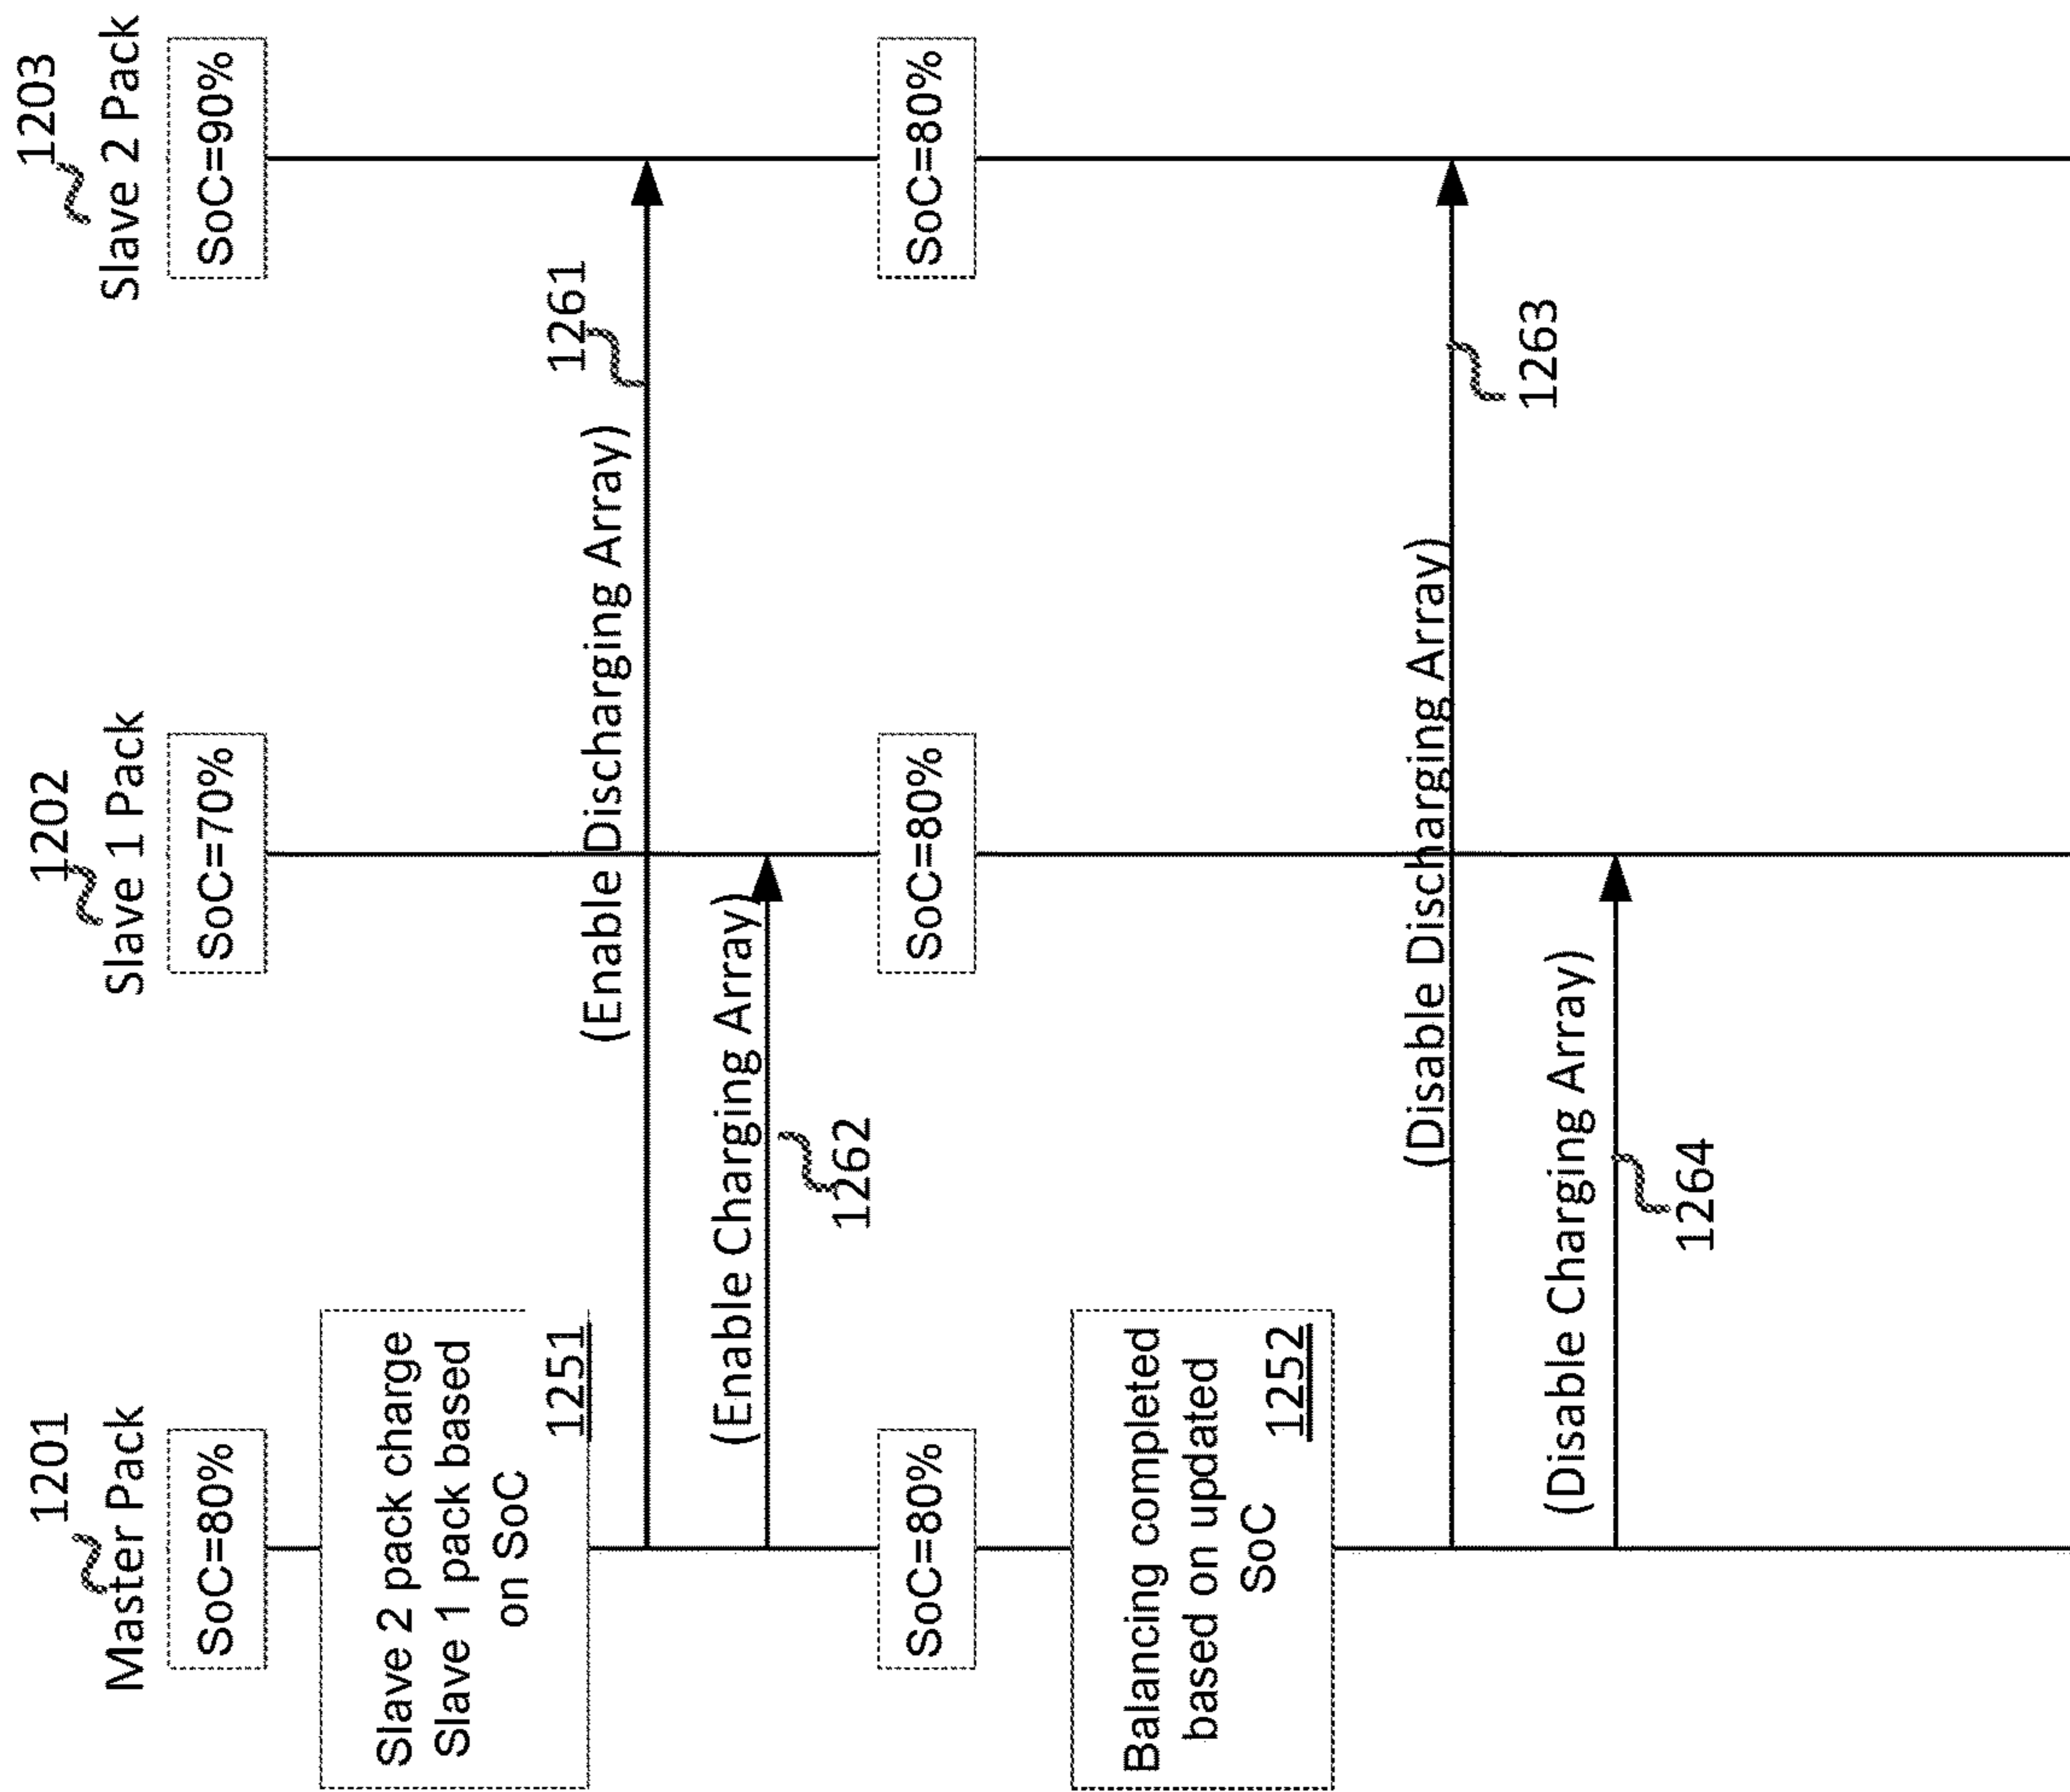 1201
Master Pack
1202
Slave 1 Pack
1203
Slave 2 Pack
SoC=80%
SoC=70%
SoC=90%
Slave 2 pack charge
Slave 1 pack based
on SoC
1251
1261
(Enable Discharging Array)
(Enable Charging Array)
1262
SoC=80%
SoC=80%
SoC=80%
Balancing completed
based on updated
SoC
1252
(Disable Discharging Array)
1263
(Disable Charging Array)
1264